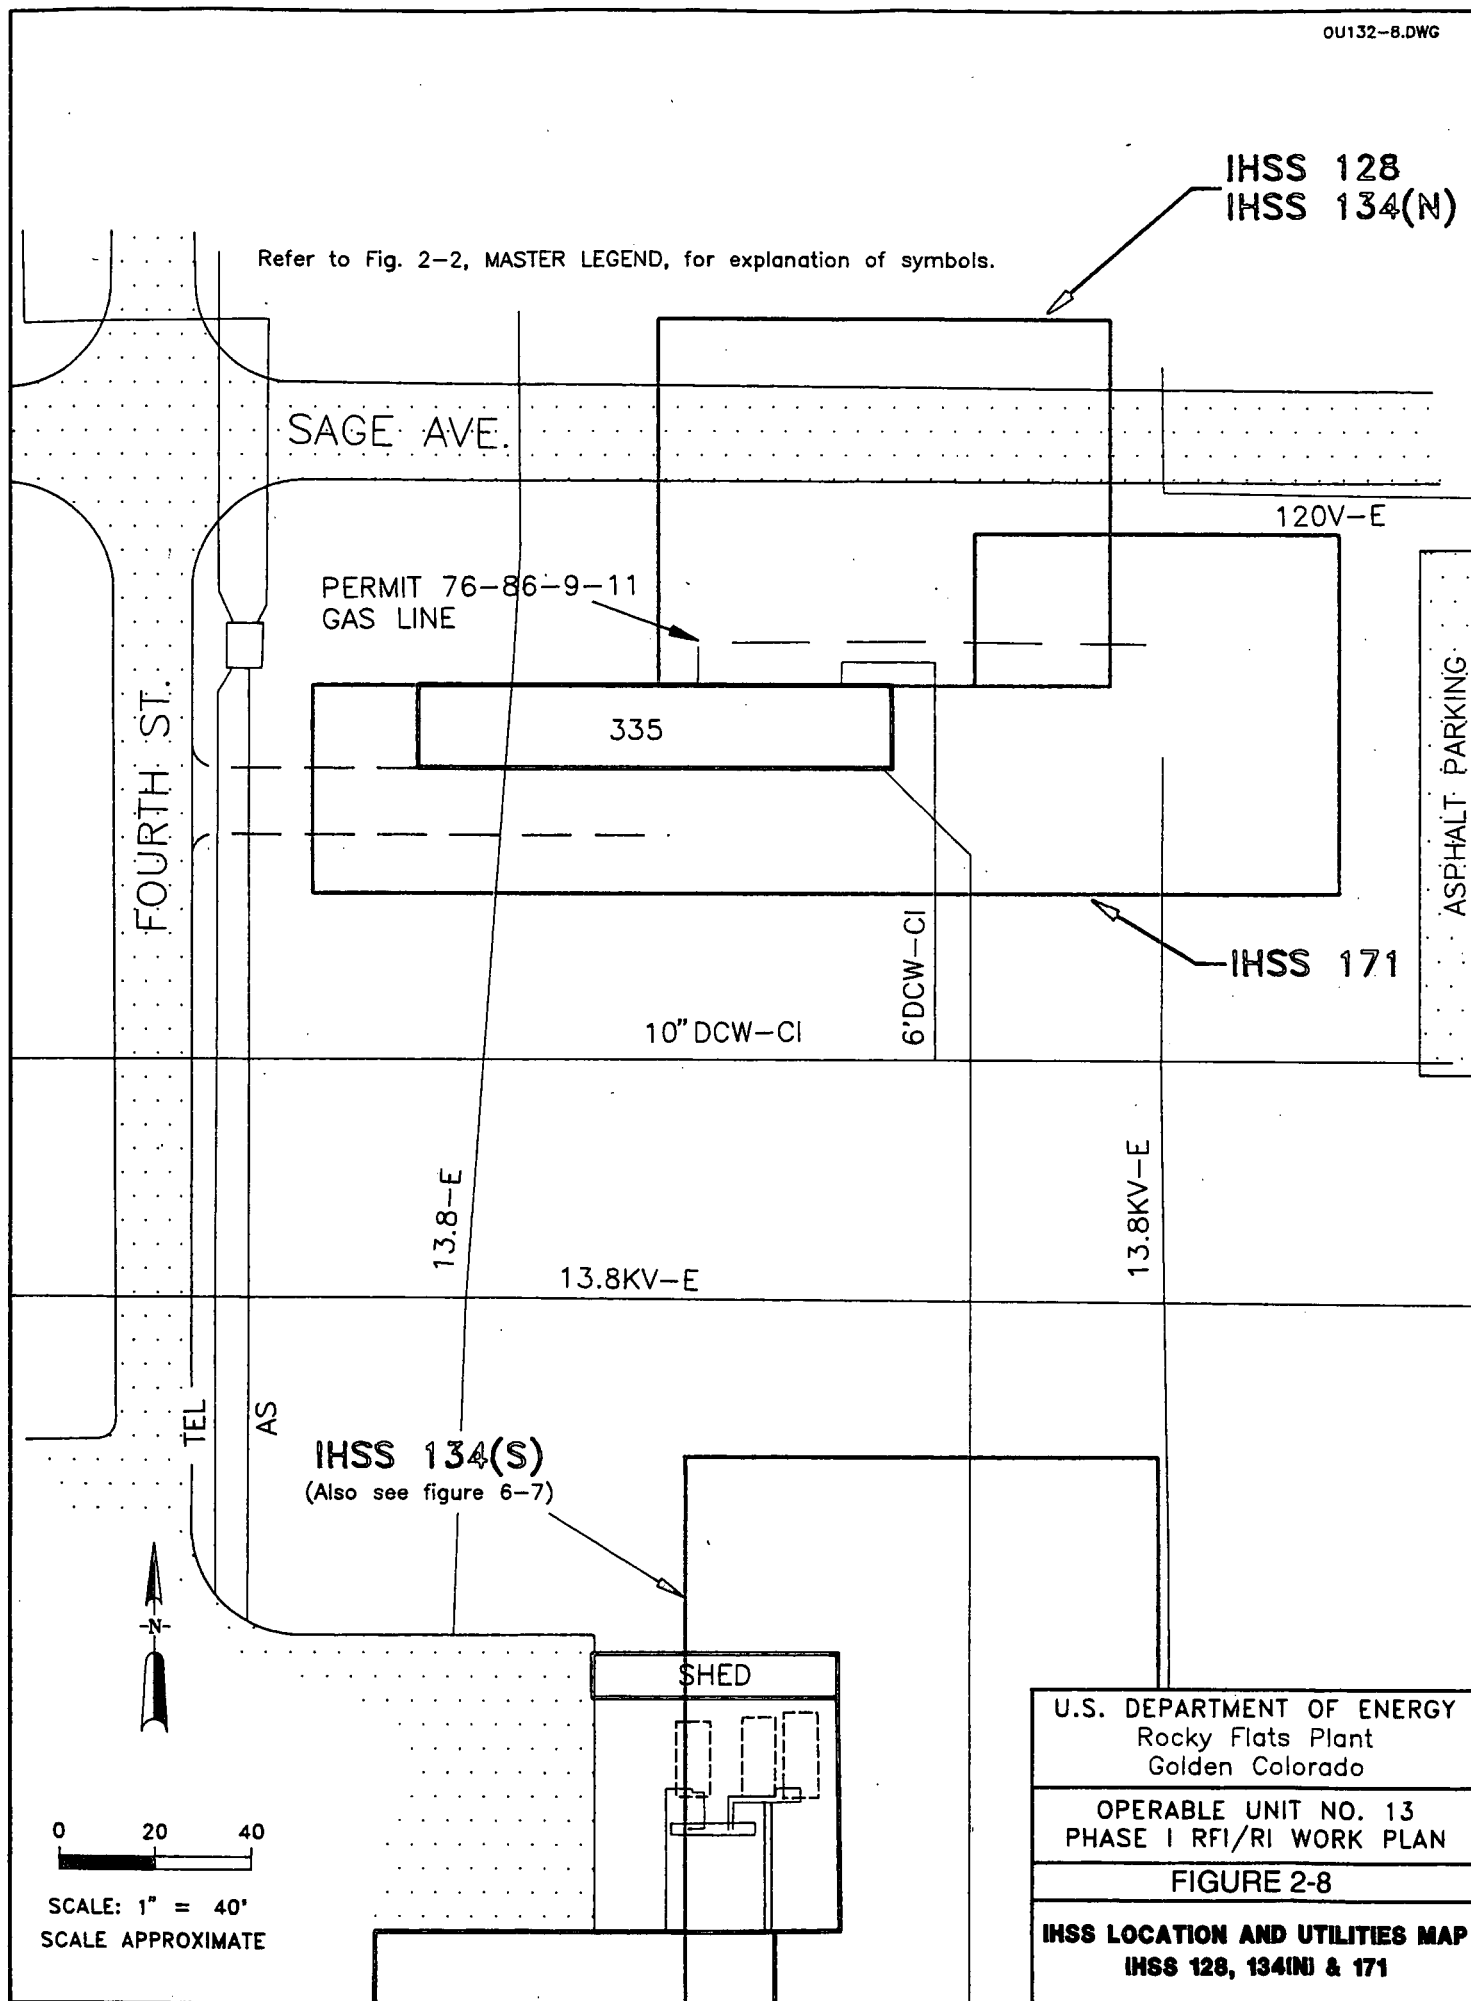 OU132-8.DWG
IHSS 128
IHSS 134(N)
Refer to Fig. 2-2, MASTER LEGEND, for explanation of symbols.
SAGE AVE.
120V-E
PERMIT 76-86-9-11
GAS LINE
FOURTH ST.
335
ASPHALT PARKING
6'DCW-CI
IHSS 171
10" DCW-CI
13.8-E
13.8KV-E
13.8KV-E
TEL
AS
IHSS 134(S)
(Also see figure 6-7)
-N-
SHED
0 20 40
SCALE: 1" = 40'
SCALE APPROXIMATE
U.S. DEPARTMENT OF ENERGY
Rocky Flats Plant
Golden Colorado
OPERABLE UNIT NO. 13
PHASE I RFI/RI WORK PLAN
FIGURE 2-8
IHSS LOCATION AND UTILITIES MAP
IHSS 128, 134(N) & 171